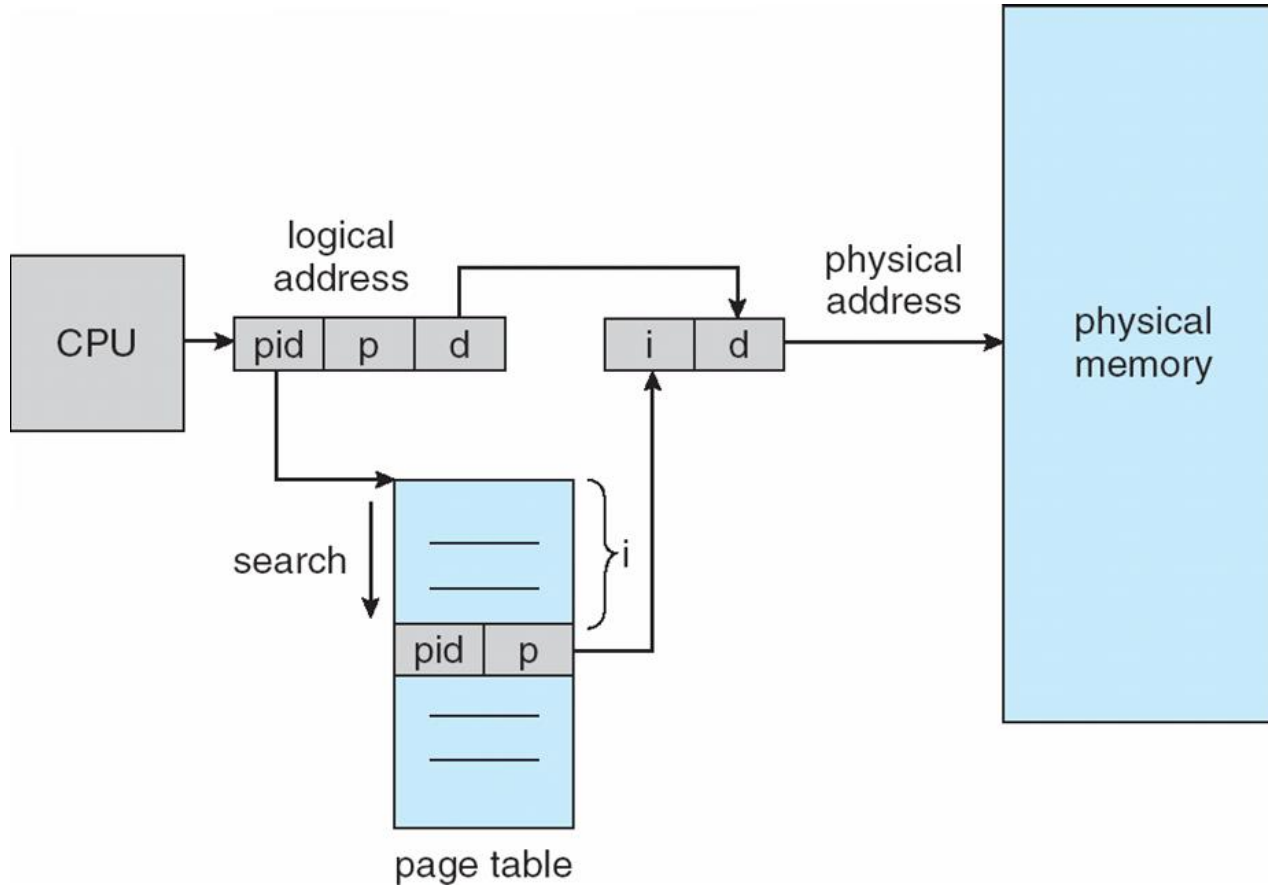 logical
address
physical
address
CPU
pid
p
d
i
d
physical
memory
search
i
pid
p
page table